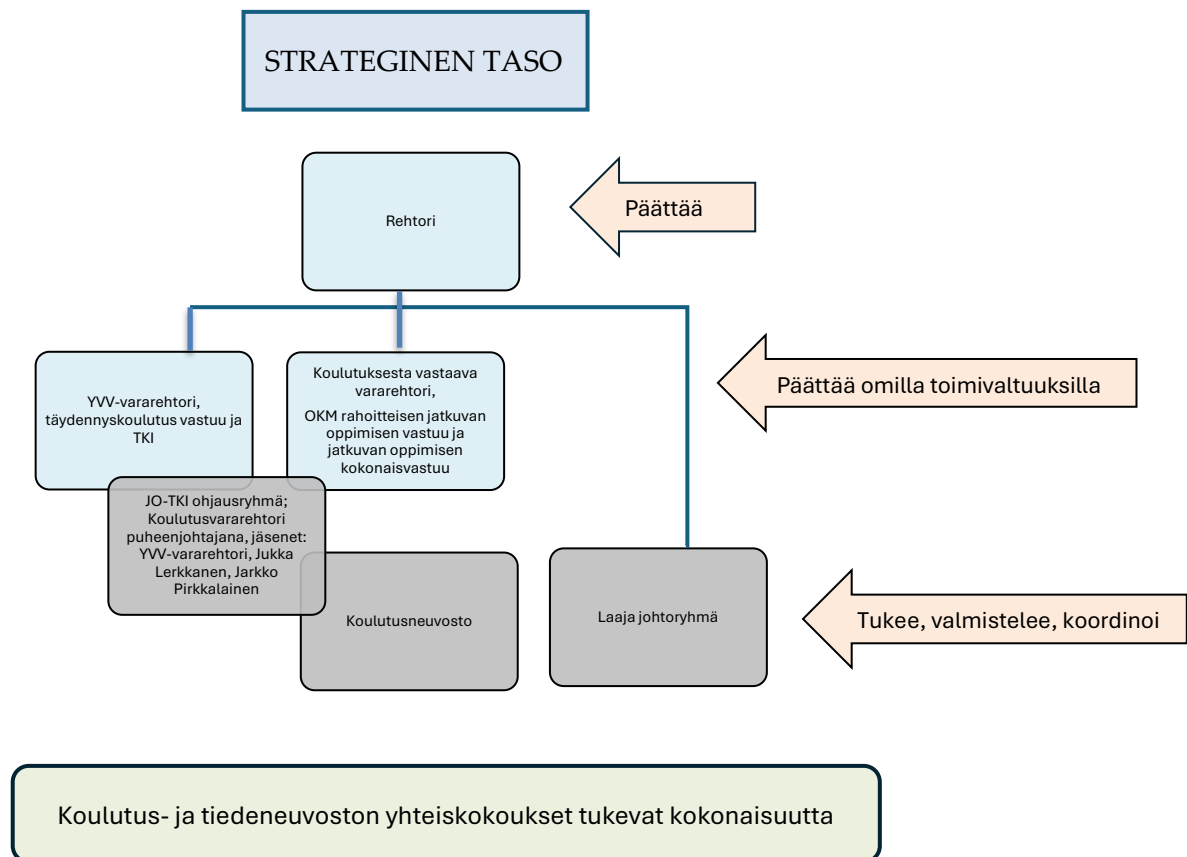 STRATEGINEN TASO
Rehtori
Päättää
YVV-vararehtori,
täydennyskoulutus vastuu ja
TKI
Koulutuksesta vastaava
vararehtori,
OKM rahoitteisen jatkuvan
oppimisen vastuu ja
jatkuvan oppimisen
kokonaisvastuu
Päättää omilla toimivaltuuksilla
JO-TKI ohjausryhmä;
Koulutusvararehtori
puheenjohtajana, jäsenet:
YVV-vararehtori, Jukka
Lerkkanen, Jarkko
Pirkkalainen
Koulutusneuvosto
Laaja johtoryhmä
Tukee, valmistelee, koordinoi
Koulutus- ja tiedeneuvoston yhteiskokoukset tukevat kokonaisuutta